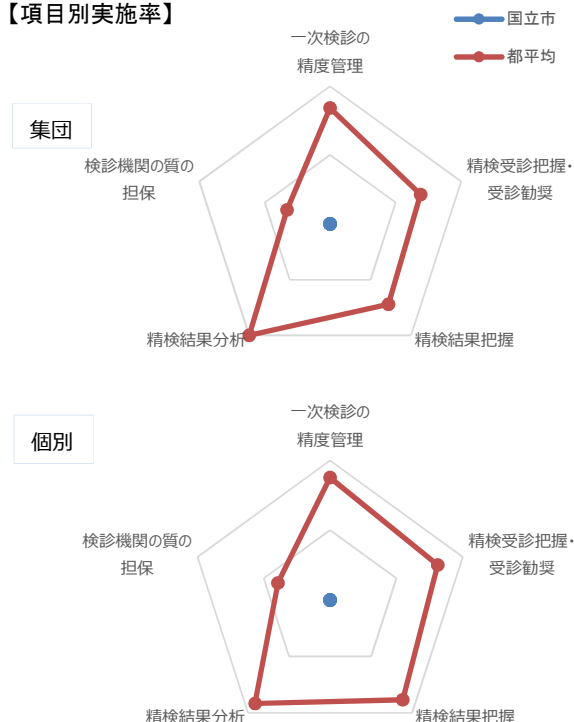 【項目別実施率】
国立市
都平均
集団
一次検診の
精度管理
精検受診把握・
受診勧奨
精検結果把握
精検結果分析
検診機関の質の
担保
個別
一次検診の
精度管理
精検受診把握・
受診勧奨
精検結果把握
精検結果分析
検診機関の質の
担保